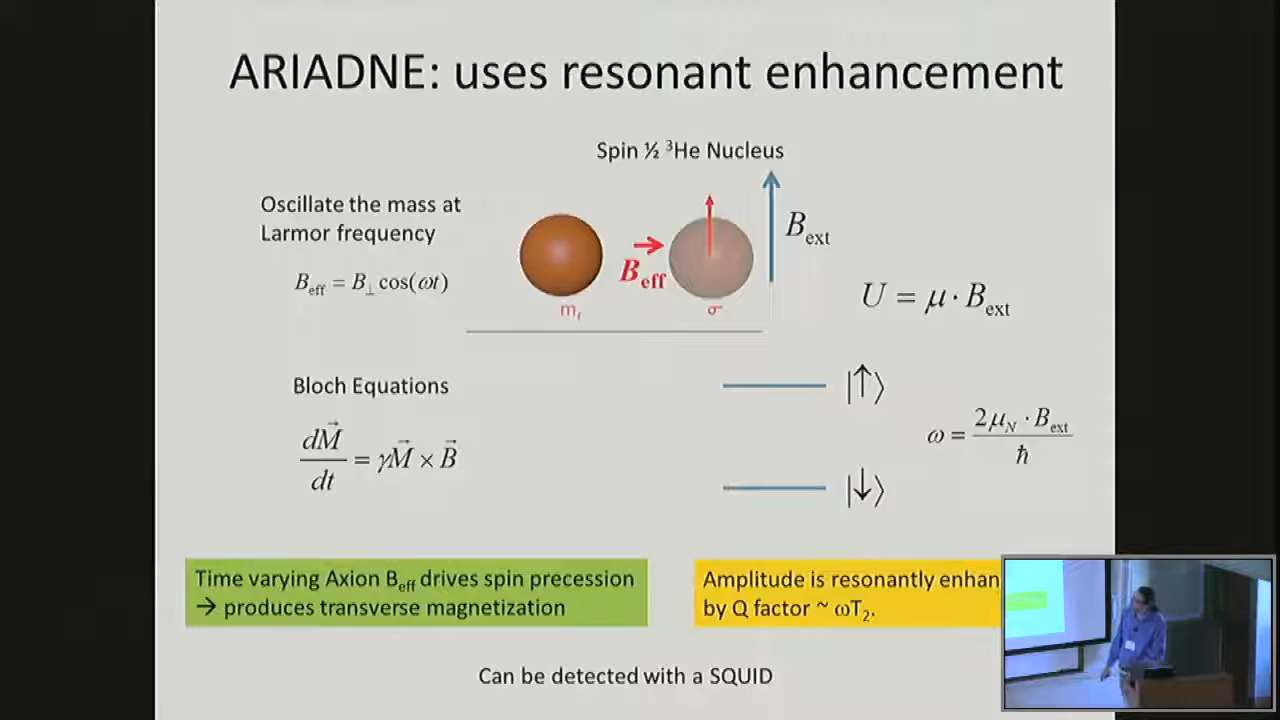 ARIADNE: uses resonant enhancement
Spin ½ ³He Nucleus
Oscillate the mass at
Larmor frequency
B_eff = B_⊥ cos(ωt)
B_eff
B_ext
m_r
σ
U = μ · B_ext
Bloch Equations
dM⃗/dt = γM⃗ × B⃗
|↑⟩
ω = 2μ_N · B_ext / ħ
|↓⟩
Time varying Axion B_eff drives spin precession
→ produces transverse magnetization
Amplitude is resonantly enhan
by Q factor ~ ωT₂.
Can be detected with a SQUID